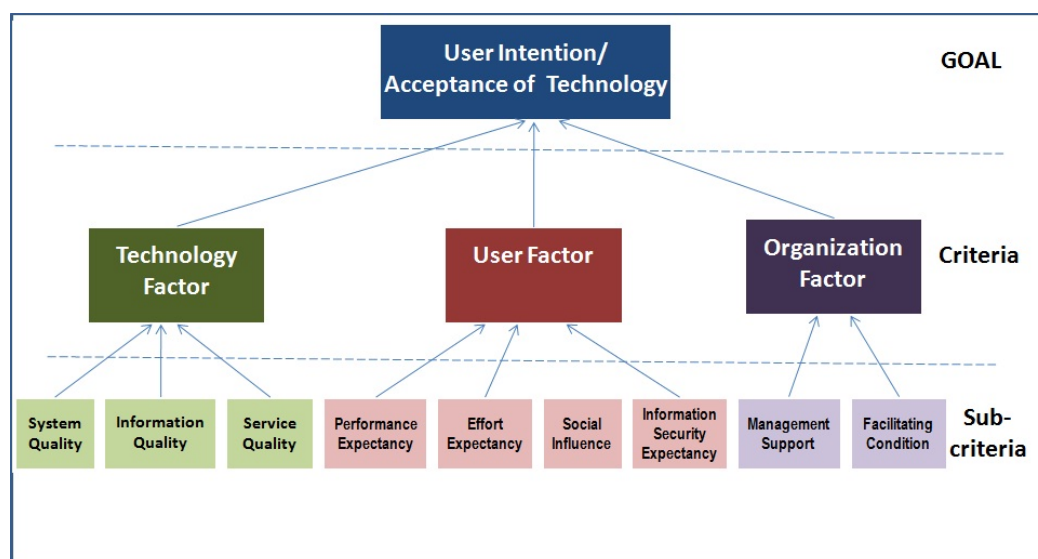 User Intention/
Acceptance of Technology
GOAL
Technology
Factor
User Factor
Organization
Factor
Criteria
System
Quality
Information
Quality
Service
Quality
Performance
Expectancy
Effort
Expectancy
Social
Influence
Information
Security
Expectancy
Management
Support
Facilitating
Condition
Sub-
criteria